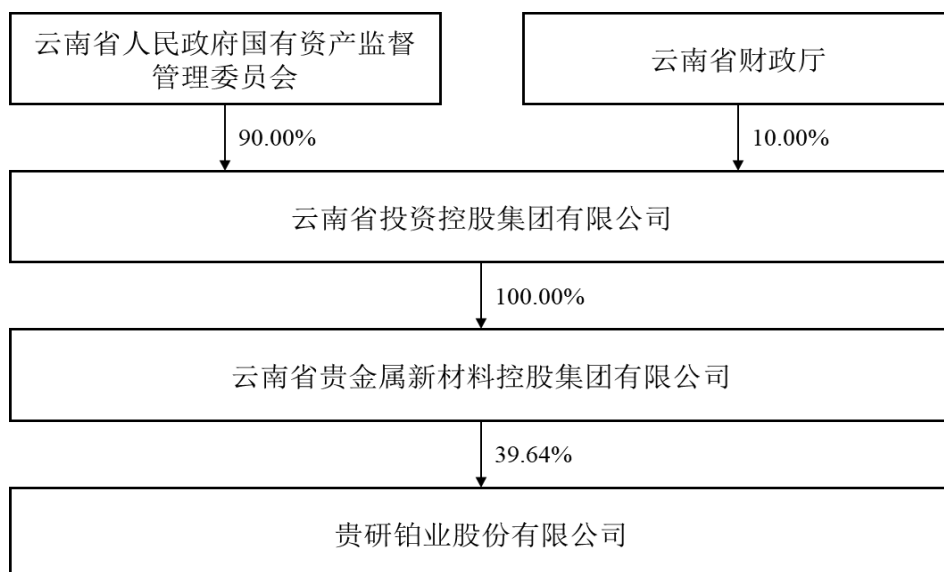 云南省人民政府国有资产监督
管理委员会
云南省财政厅
90.00%
10.00%
云南省投资控股集团有限公司
100.00%
云南省贵金属新材料控股集团有限公司
39.64%
贵研铂业股份有限公司